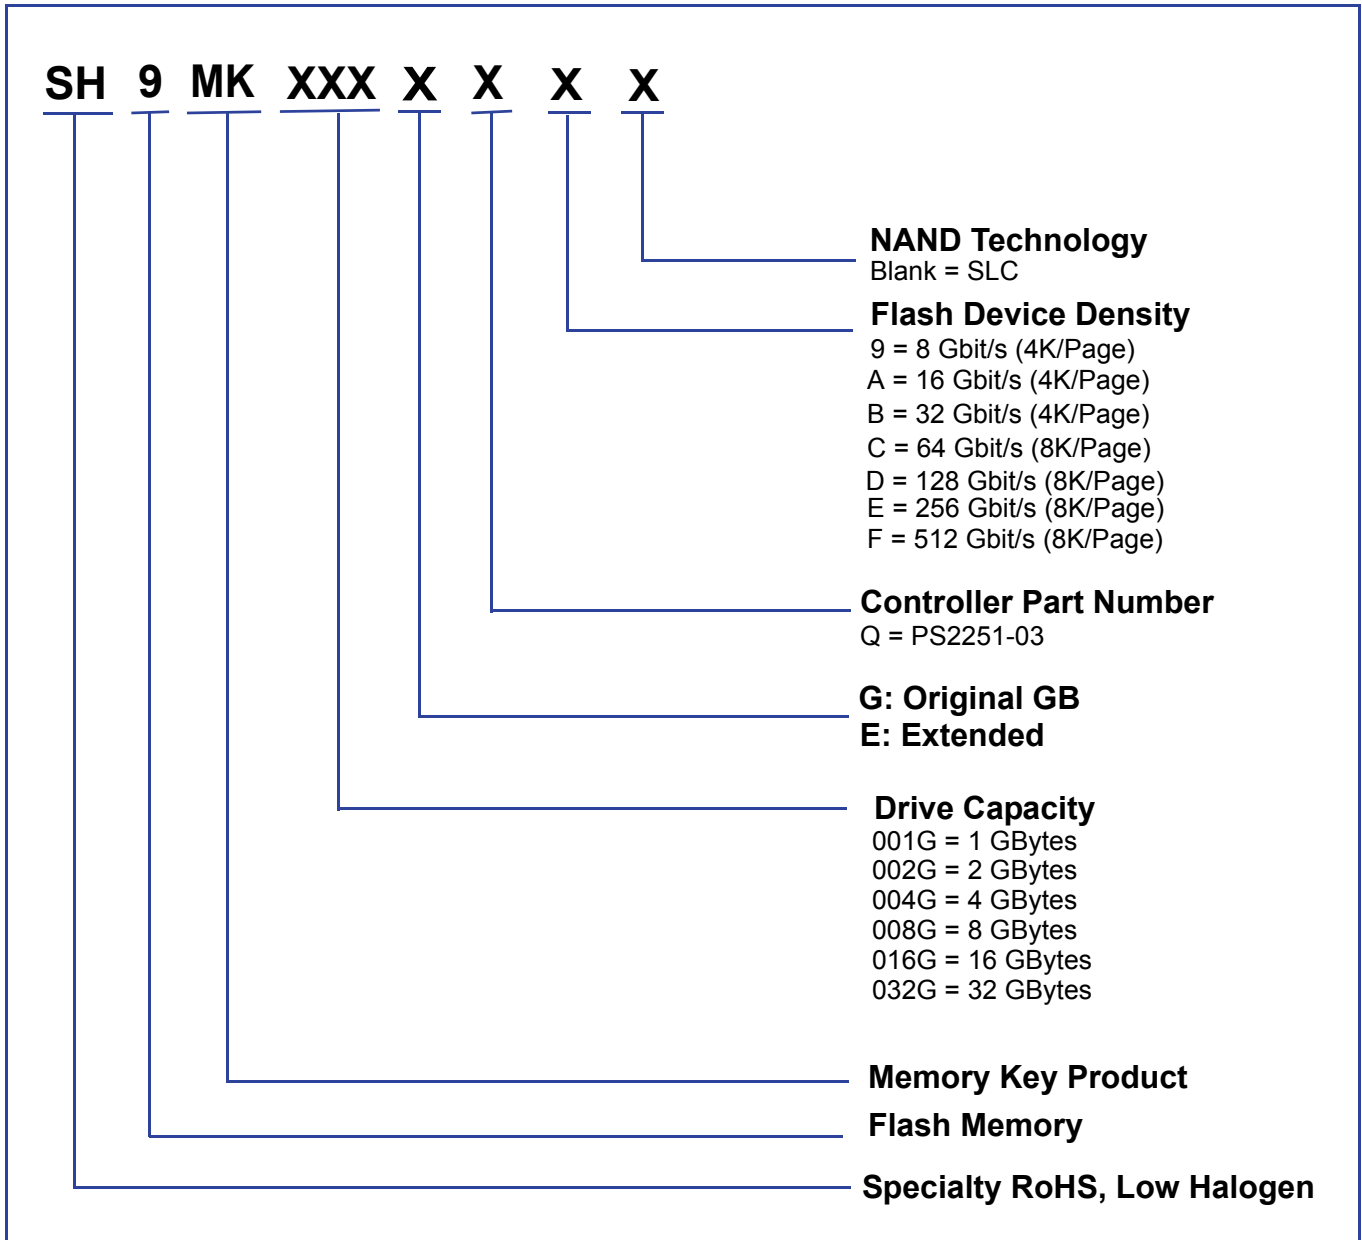 SH 9 MK XXX X X X X
NAND Technology
Blank = SLC
Flash Device Density
9 = 8 Gbit/s (4K/Page)
A = 16 Gbit/s (4K/Page)
B = 32 Gbit/s (4K/Page)
C = 64 Gbit/s (8K/Page)
D = 128 Gbit/s (8K/Page)
E = 256 Gbit/s (8K/Page)
F = 512 Gbit/s (8K/Page)
Controller Part Number
Q = PS2251-03
G: Original GB
E: Extended
Drive Capacity
001G = 1 GBytes
002G = 2 GBytes
004G = 4 GBytes
008G = 8 GBytes
016G = 16 GBytes
032G = 32 GBytes
Memory Key Product
Flash Memory
Specialty RoHS, Low Halogen